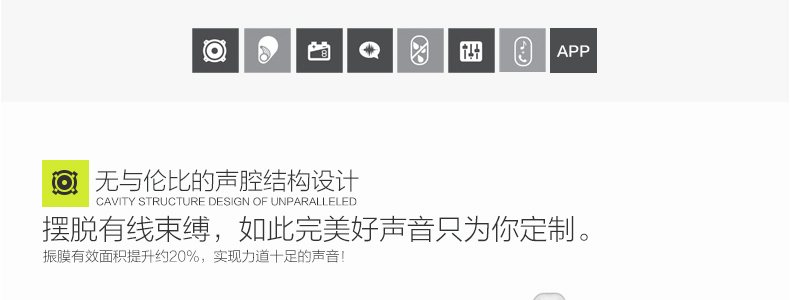 8
APP
无与伦比的声腔结构设计
CAVITY STRUCTURE DESIGN OF UNPARALLELED
摆脱有线束缚，如此完美好声音只为你定制。
振膜有效面积提升约20%，实现力道十足的声音！